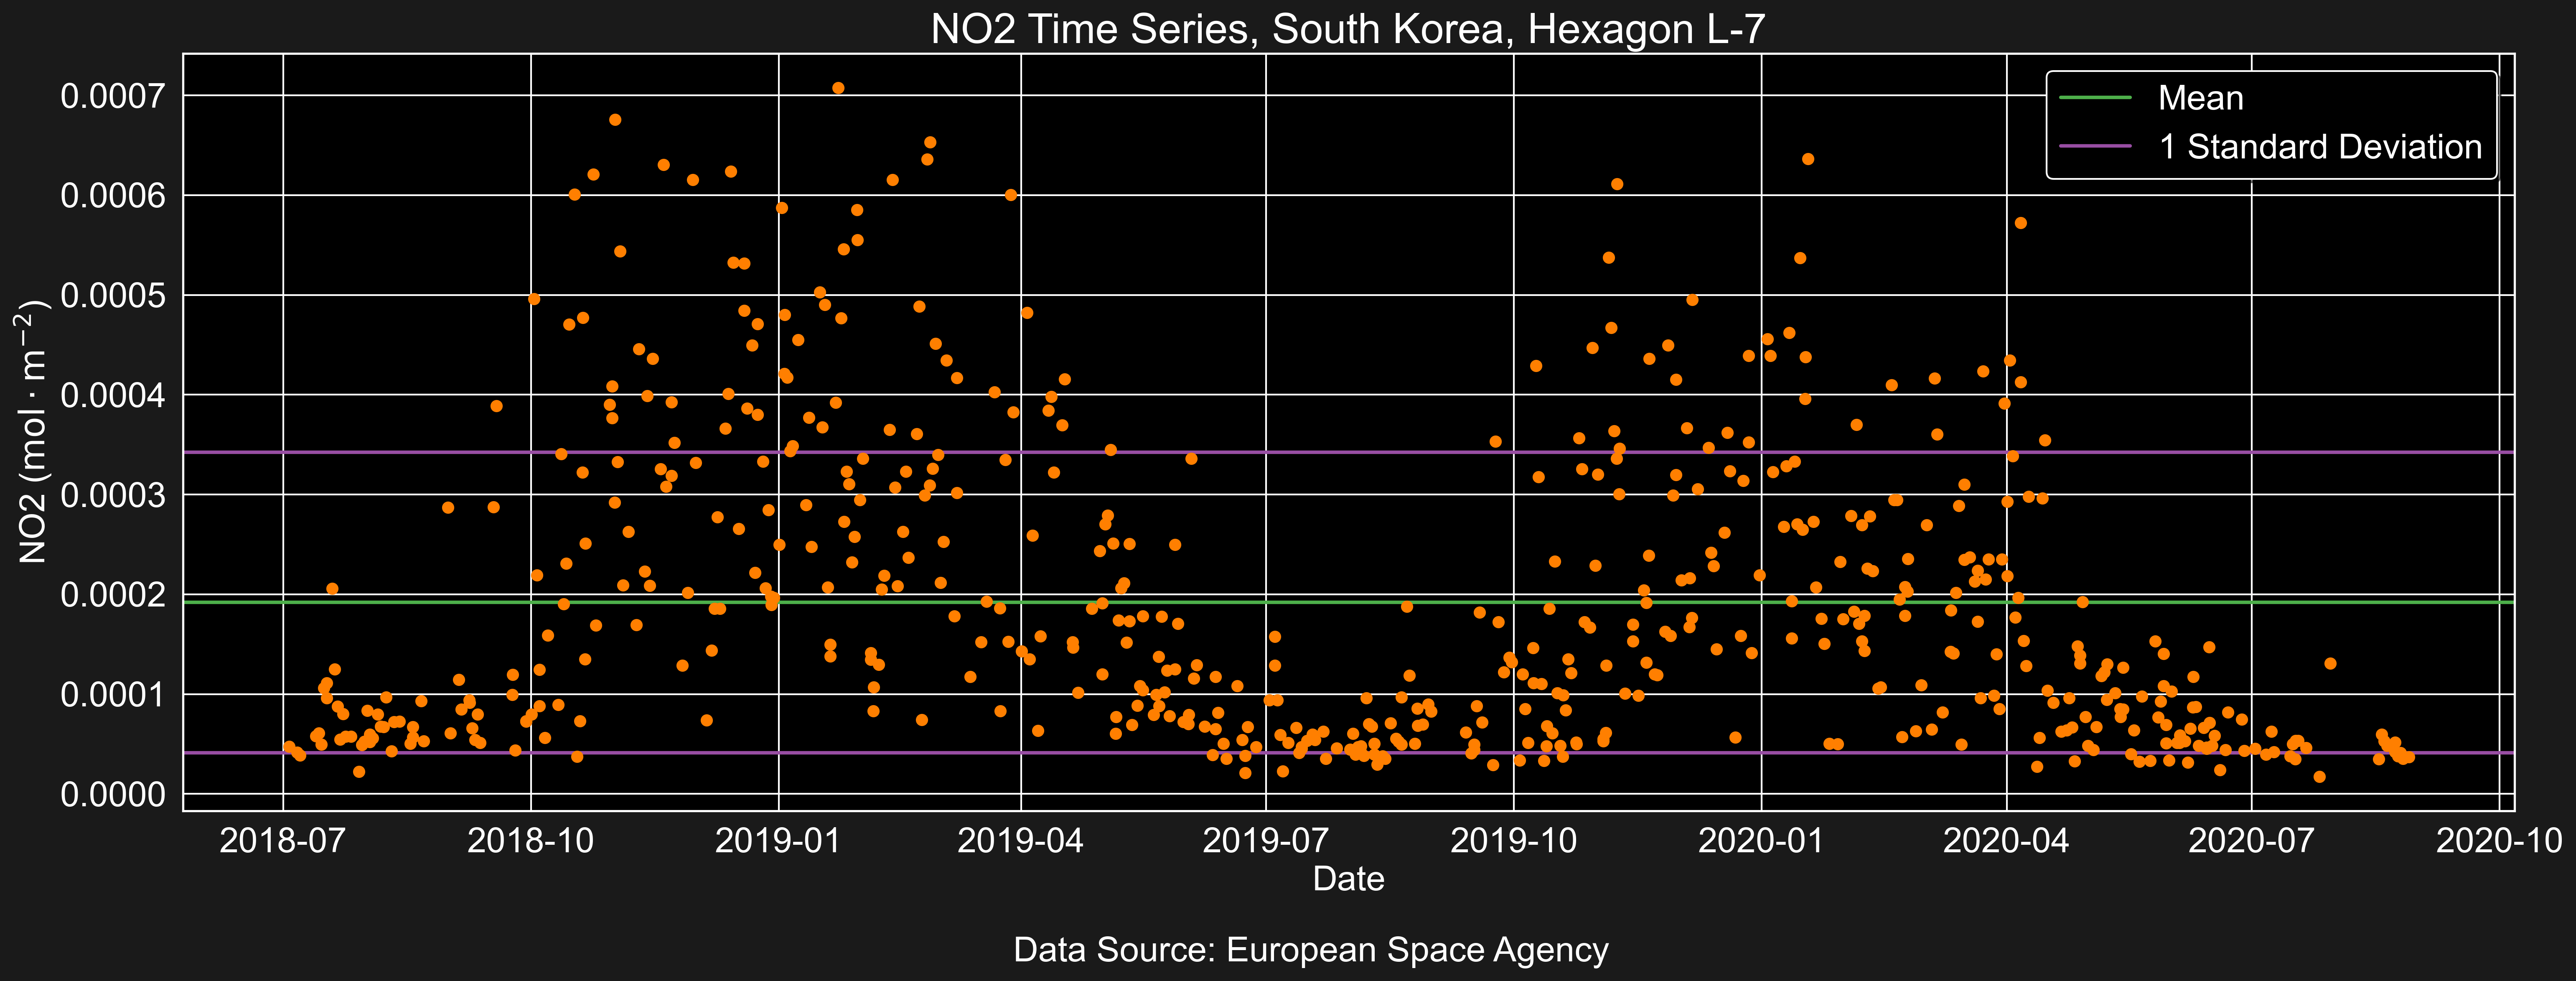 NO2 Time Series, South Korea, Hexagon L-7
Mean
1 Standard Deviation
NO2 (mol · m⁻²)
0.0007
0.0006
0.0005
0.0004
0.0003
0.0002
0.0001
0.0000
2018-07 2018-10 2019-01 2019-04 2019-07 2019-10 2020-01 2020-04 2020-07 2020-10
Date
Data Source: European Space Agency